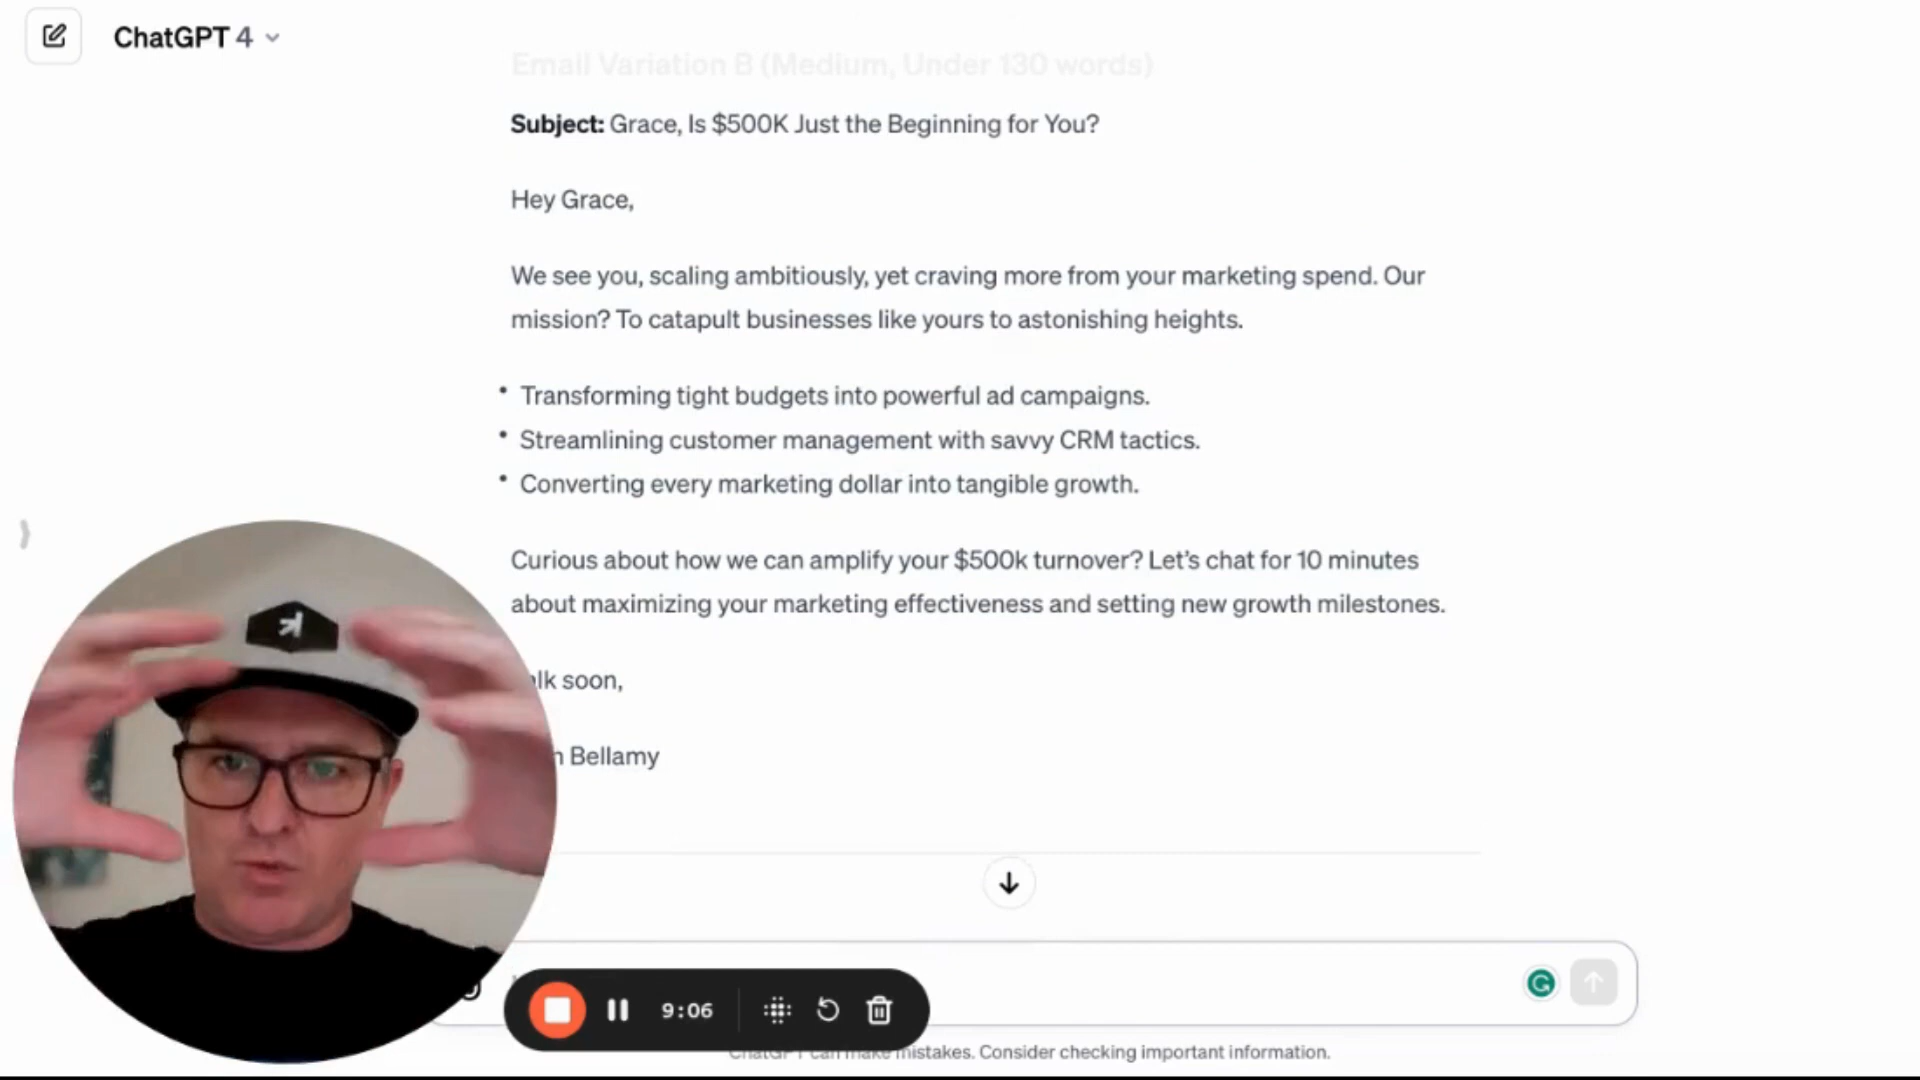 ChatGPT 4
Email Variation B (Medium, Under 130 words)
Subject: Grace, Is $500K Just the Beginning for You?
Hey Grace,
We see you, scaling ambitiously, yet craving more from your marketing spend. Our
mission? To catapult businesses like yours to astonishing heights.
• Transforming tight budgets into powerful ad campaigns.
• Streamlining customer management with savvy CRM tactics.
• Converting every marketing dollar into tangible growth.
Curious about how we can amplify your $500k turnover? Let's chat for 10 minutes
about maximizing your marketing effectiveness and setting new growth milestones.
lk soon,
Bellamy
9:06
ChatGPT can make mistakes. Consider checking important information.